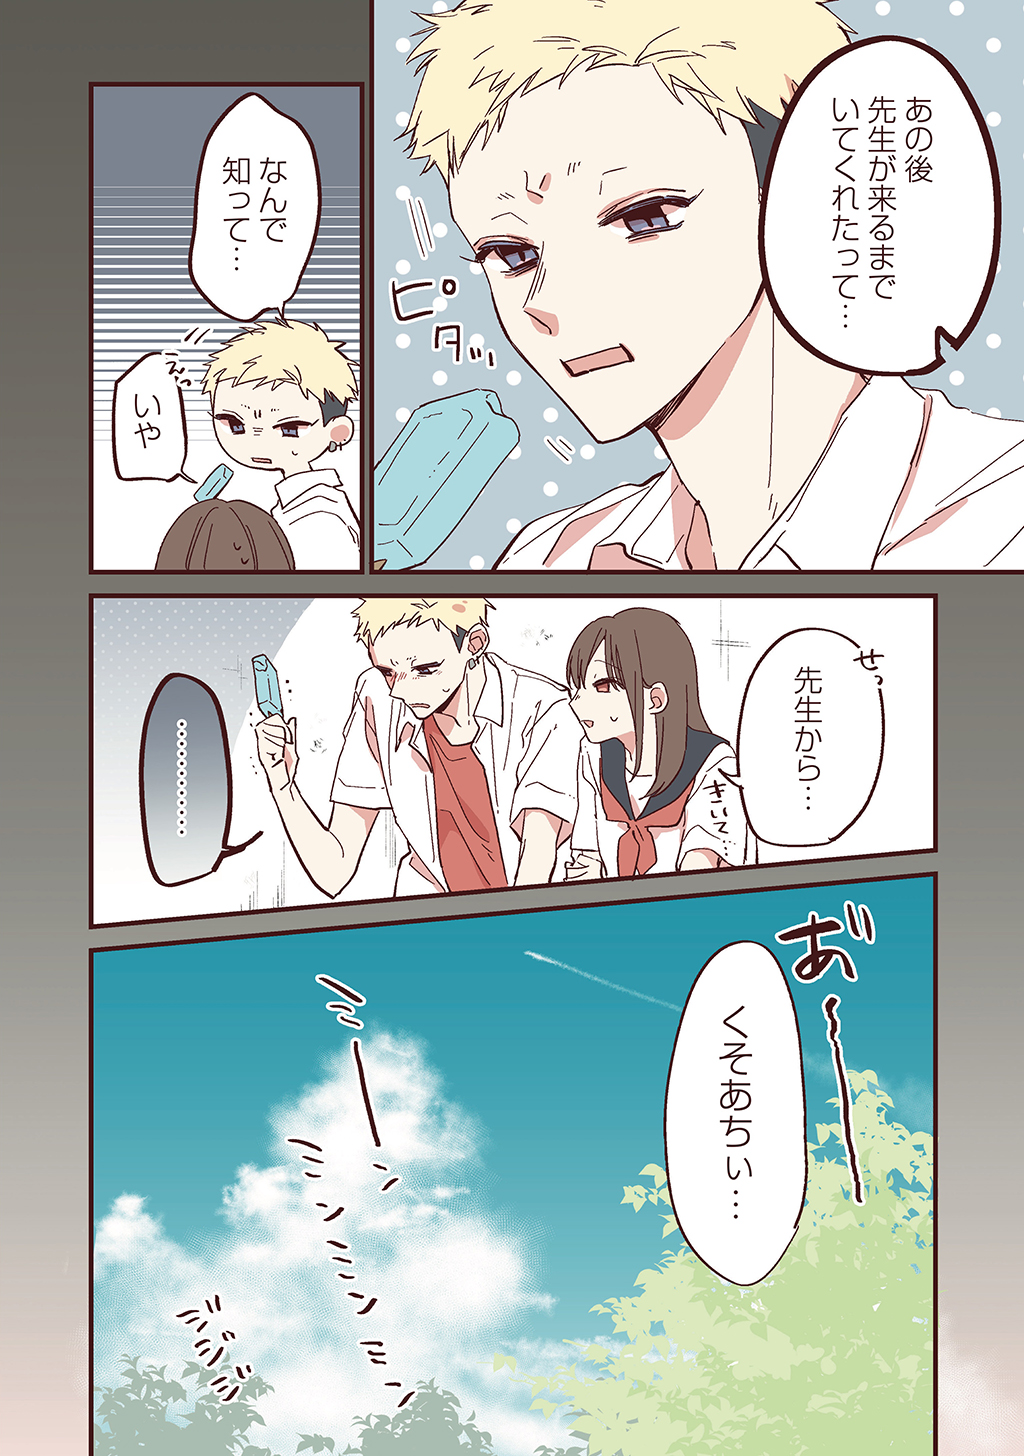 あの後
先生が来るまで
いてくれたって…
ピタッ
なんで
知って…
えっ
いや
せっ
先生から…
きいて…
…………
あ゛ーー
くそあちぃ…
ミーンミンミンミン
ジジジ